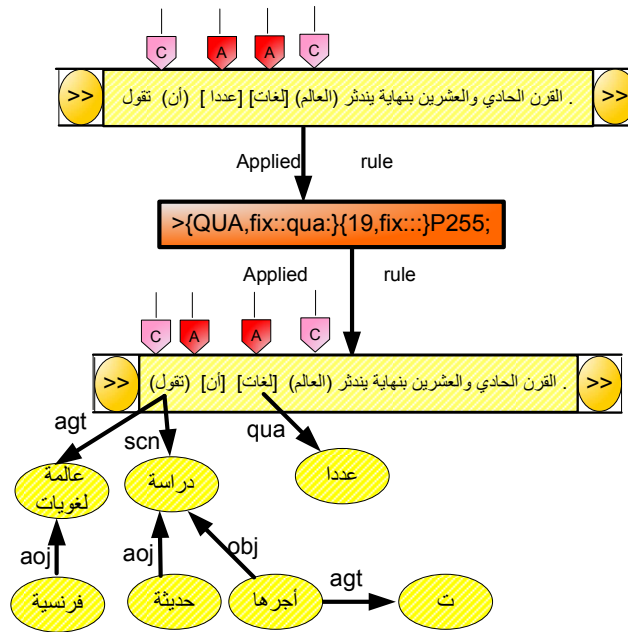 C A A C
>> . القرن الحادي والعشرين بنهاية يندثر (العالم) [لغات] [عددا ] (أن) تقول >>
Applied rule
>{QUA,fix::qua:}{19,fix:::}P255;
Applied rule
C A A C
>> . القرن الحادي والعشرين بنهاية يندثر (العالم) [لغات] [أن] (تقول) >>
agt scn qua
عالمة
لغويات
دراسة
عددا
aoj aoj obj
فرنسية
حديثة
أجرها
agt
ت